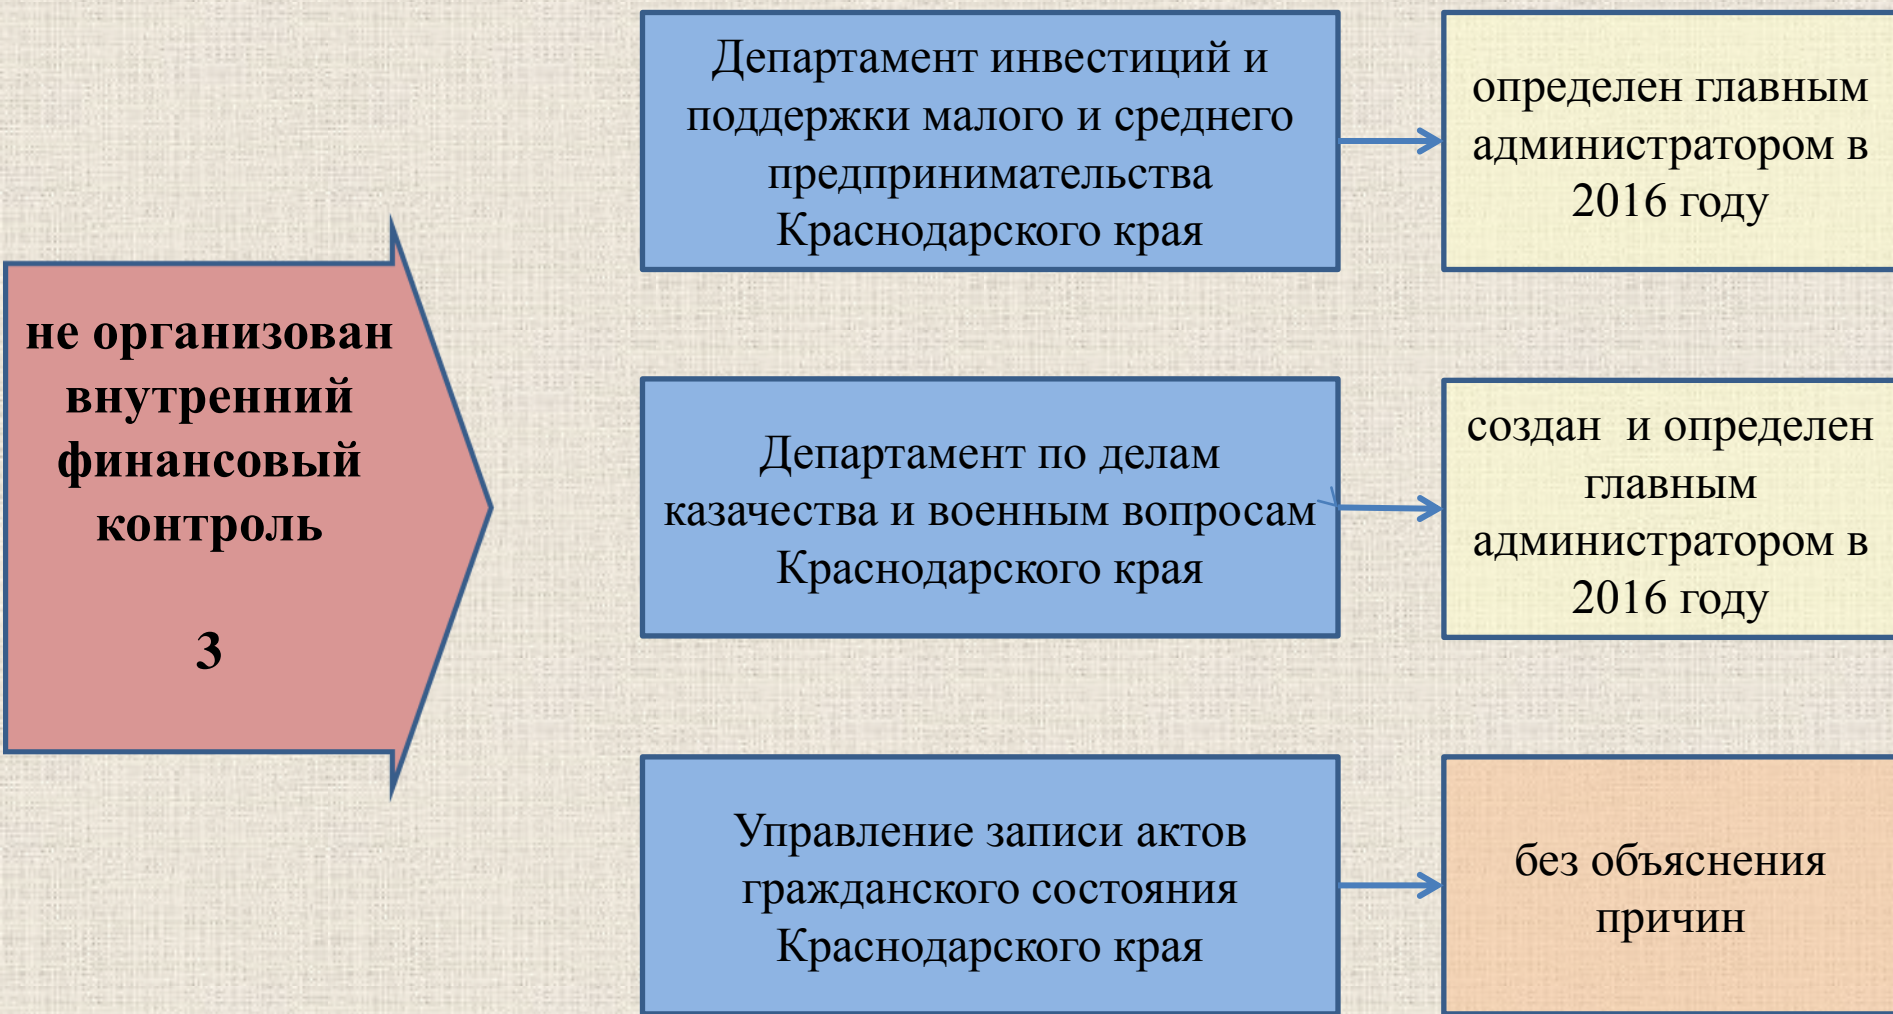 не организован
внутренний
финансовый
контроль
3
Департамент инвестиций и
поддержки малого и среднего
предпринимательства
Краснодарского края
определен главным
администратором в
2016 году
Департамент по делам
казачества и военным вопросам
Краснодарского края
создан  и определен
главным
администратором в
2016 году
Управление записи актов
гражданского состояния
Краснодарского края
без объяснения
причин